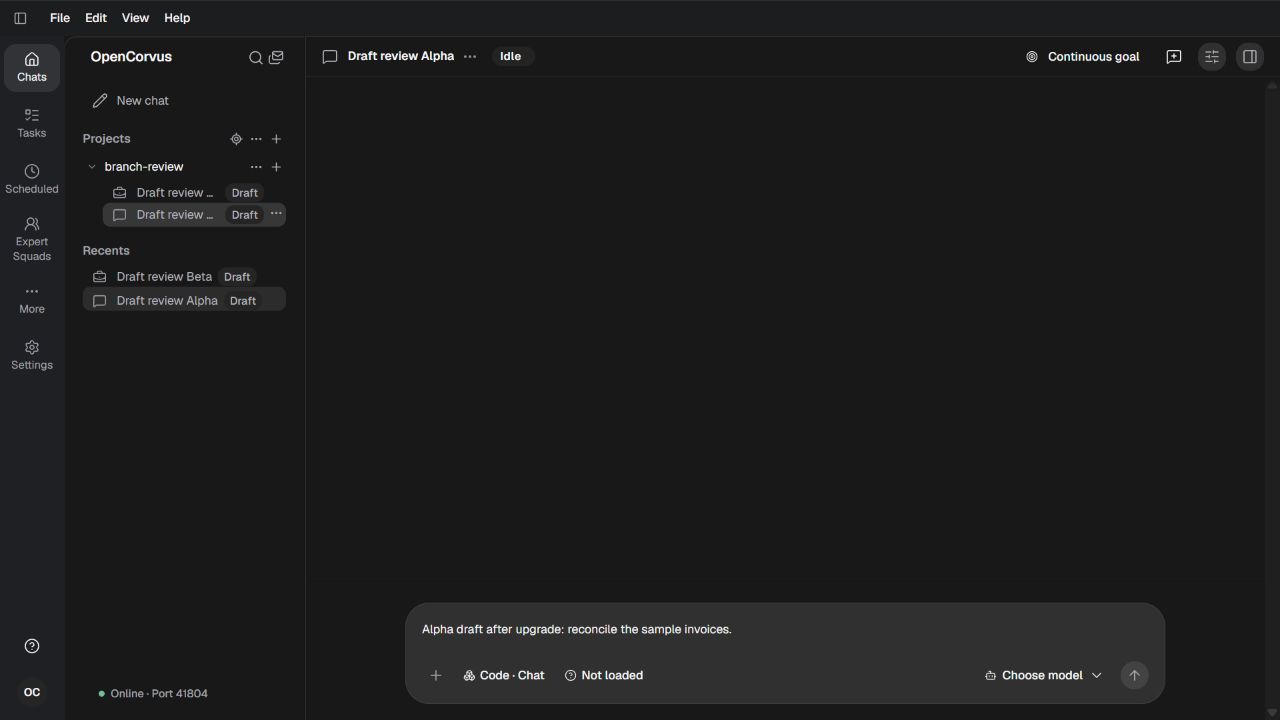 File Edit View Help
Chats
Tasks
Scheduled
Expert
Squads
More
Settings
OC
OpenCorvus
New chat
Projects
branch-review
Draft review ... Draft
Draft review ... Draft
Recents
Draft review Beta Draft
Draft review Alpha Draft
Online · Port 41804
Draft review Alpha Idle
Continuous goal
Alpha draft after upgrade: reconcile the sample invoices.
Code · Chat Not loaded Choose model